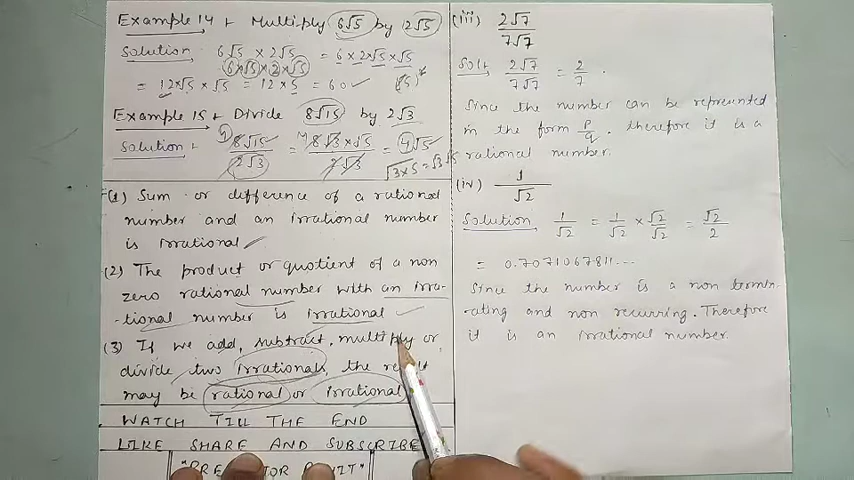 Example 14 → Multiply 6√5 by 2√5
Solution 6√5 × 2√5 = 6 × 2 × √5 × √5
6 × √5 × 2 × √5
= 12 × √5 × √5 = 12 × 5 = 60
Example 15 → Divide 8√15 by 2√3
Solution → 8√15 / 2√3 = 8√3 × √5 / 2√3 = 4√5
√3×5 = √3 √5
(1) Sum or difference of a rational
number and an irrational number
is irrational
(2) The product or quotient of a non
zero rational number with an irra-
-tional number is irrational
(3) If we add, subtract, multiply or
divide two irrationals, the
may be rational or irrational
WATCH TILL THE END
LIKE SHARE AND SUBSCRIBE
(iii) 2√7 / 7√7
Sol→ 2√7 / 7√7 = 2/7 .
Since the number can be represented
in the form p/q . therefore it is a
rational number.
(iv) 1/√2
Solution 1/√2 = 1/√2 × √2/√2 = √2/2
= 0.7071067811...
Since the number is a non termin-
-ating and non recurring. Therefore
it is an irrational number.